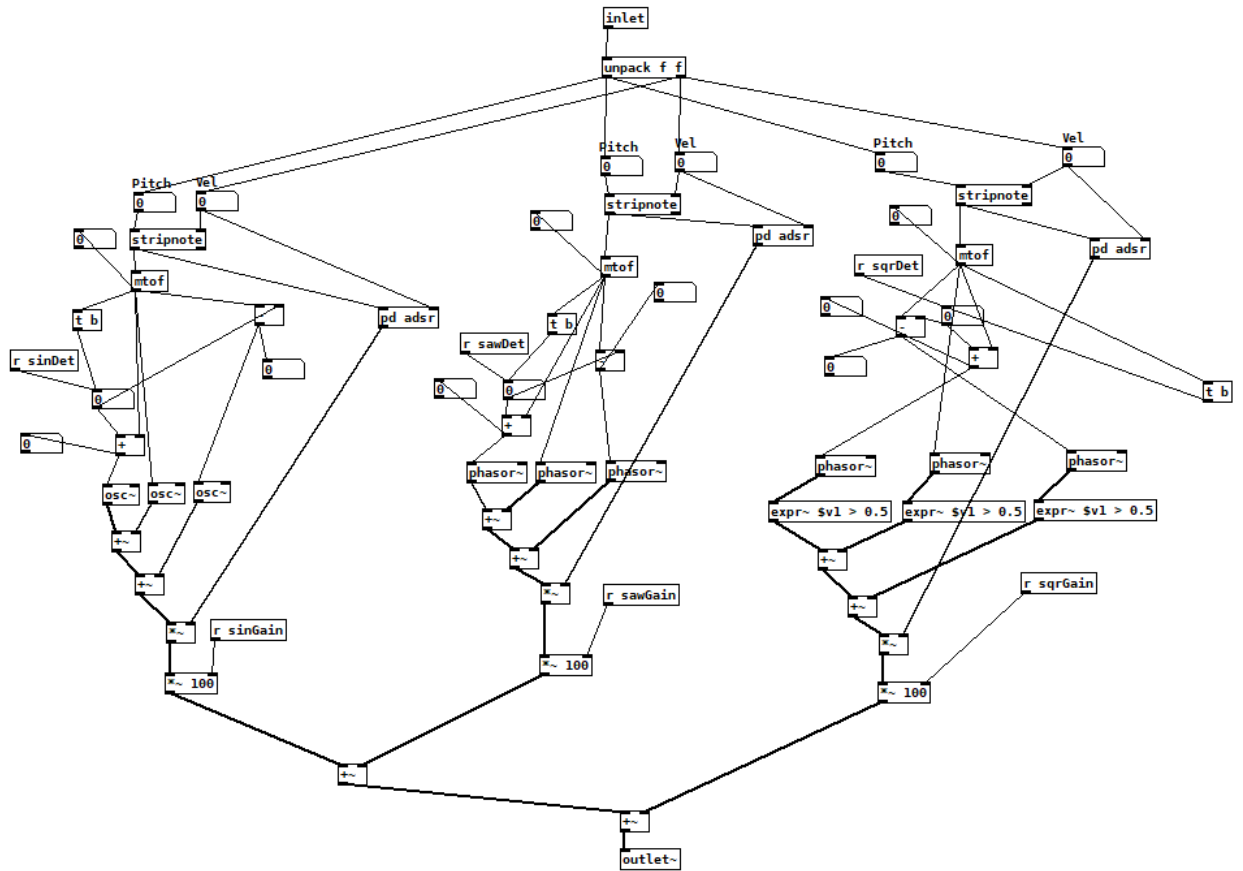 inlet
unpack f f
Vel
Pitch
Pitch
Vel
0
0
0
0
Pitch
Vel
0
0
stripnote
stripnote
0
0
stripnote
0
pd adsr
pd adsr
mtof
mtof
r sqrDet
mtof
0
0
0
t b
pd adsr
t b
-
r sawDet
+
r sinDet
0
-
0
0
0
0
t b
+
0
+
phasor~
phasor~
phasor~
phasor~
phasor~
phasor~
osc~
osc~
osc~
expr~ $v1 > 0.5
expr~ $v1 > 0.5
expr~ $v1 > 0.5
+~
+~
+~
+~
+~
r sqrGain
*~
r sawGain
+~
*~
r sinGain
*~
*~ 100
*~ 100
*~ 100
+~
+~
outlet~